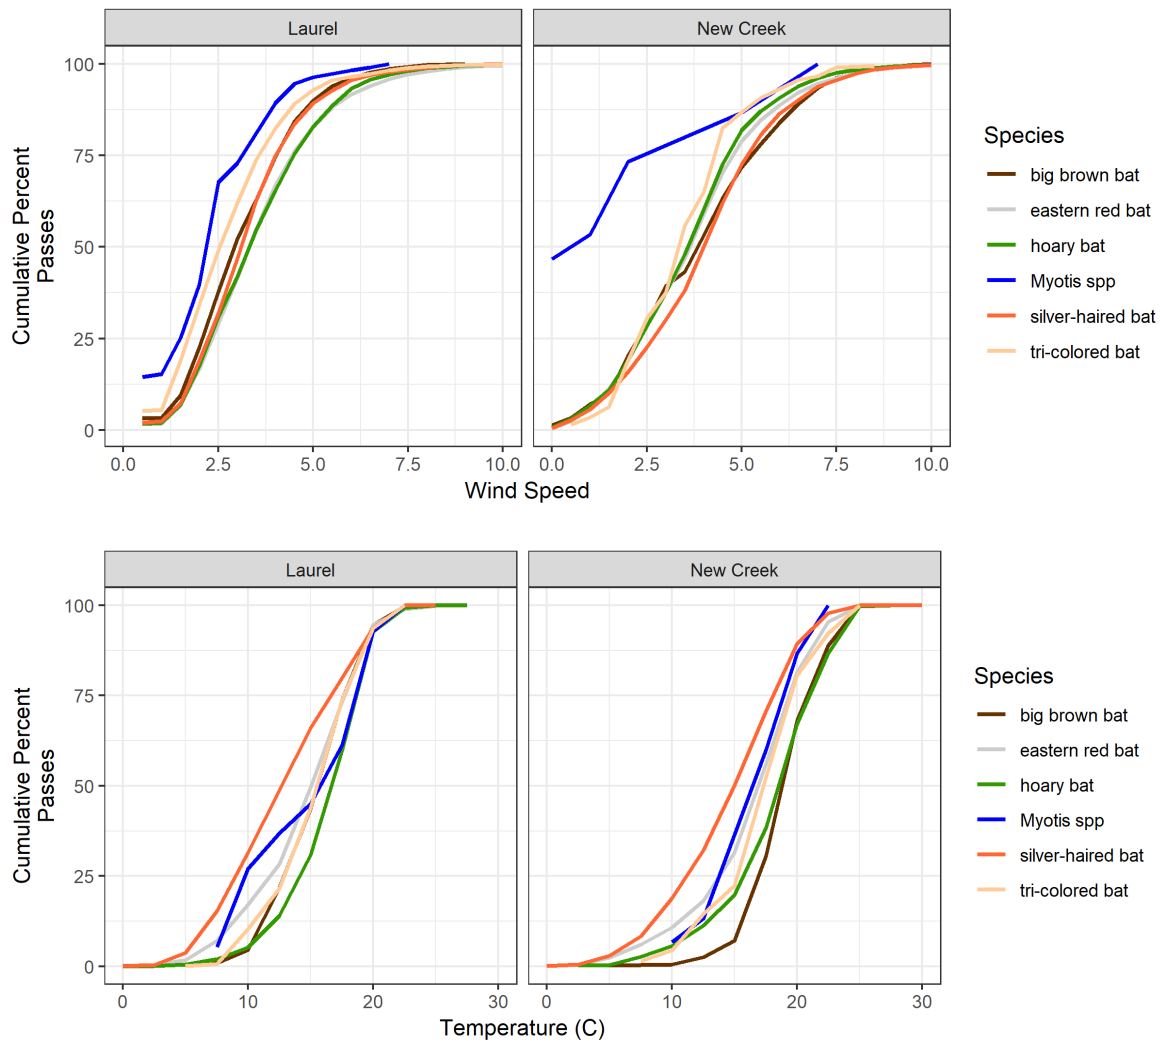 Laurel
New Creek
Cumulative Percent
Passes
100
75
50
25
0
0.0 2.5 5.0 7.5 10.0
0.0 2.5 5.0 7.5 10.0
Wind Speed
Species
big brown bat
eastern red bat
hoary bat
Myotis spp
silver-haired bat
tri-colored bat
Laurel
New Creek
Cumulative Percent
Passes
100
75
50
25
0
0 10 20 30
0 10 20 30
Temperature (C)
Species
big brown bat
eastern red bat
hoary bat
Myotis spp
silver-haired bat
tri-colored bat